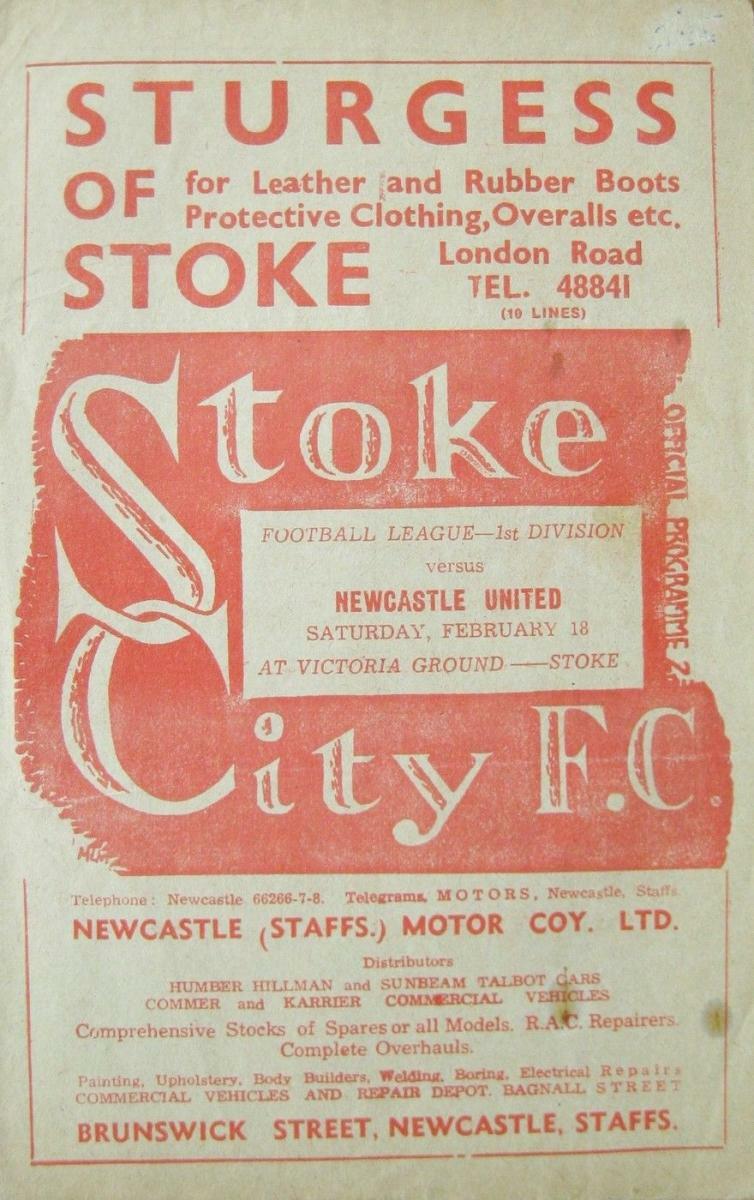 STURGESS
OF
for Leather and Rubber Boots
Protective Clothing, Overalls etc.
STOKE
London Road
TEL. 48841
(10 LINES)
Stoke
City F.C.
OFFICIAL PROGRAMME
FOOTBALL LEAGUE—1st DIVISION
versus
NEWCASTLE UNITED
SATURDAY, FEBRUARY 18
AT VICTORIA GROUND —— STOKE
Telephone: Newcastle 66266-7-8. Telegrams, MOTORS, Newcastle, Staffs.
NEWCASTLE (STAFFS.) MOTOR COY. LTD.
Distributors
HUMBER HILLMAN and SUNBEAM TALBOT CARS
COMMER and KARRIER COMMERCIAL VEHICLES
Comprehensive Stocks of Spares or all Models. R.A.C. Repairers.
Complete Overhauls.
Painting, Upholstery, Body Builders, Welding, Boring, Electrical Repairs
COMMERCIAL VEHICLES AND REPAIR DEPOT. BAGNALL STREET
BRUNSWICK STREET, NEWCASTLE, STAFFS.